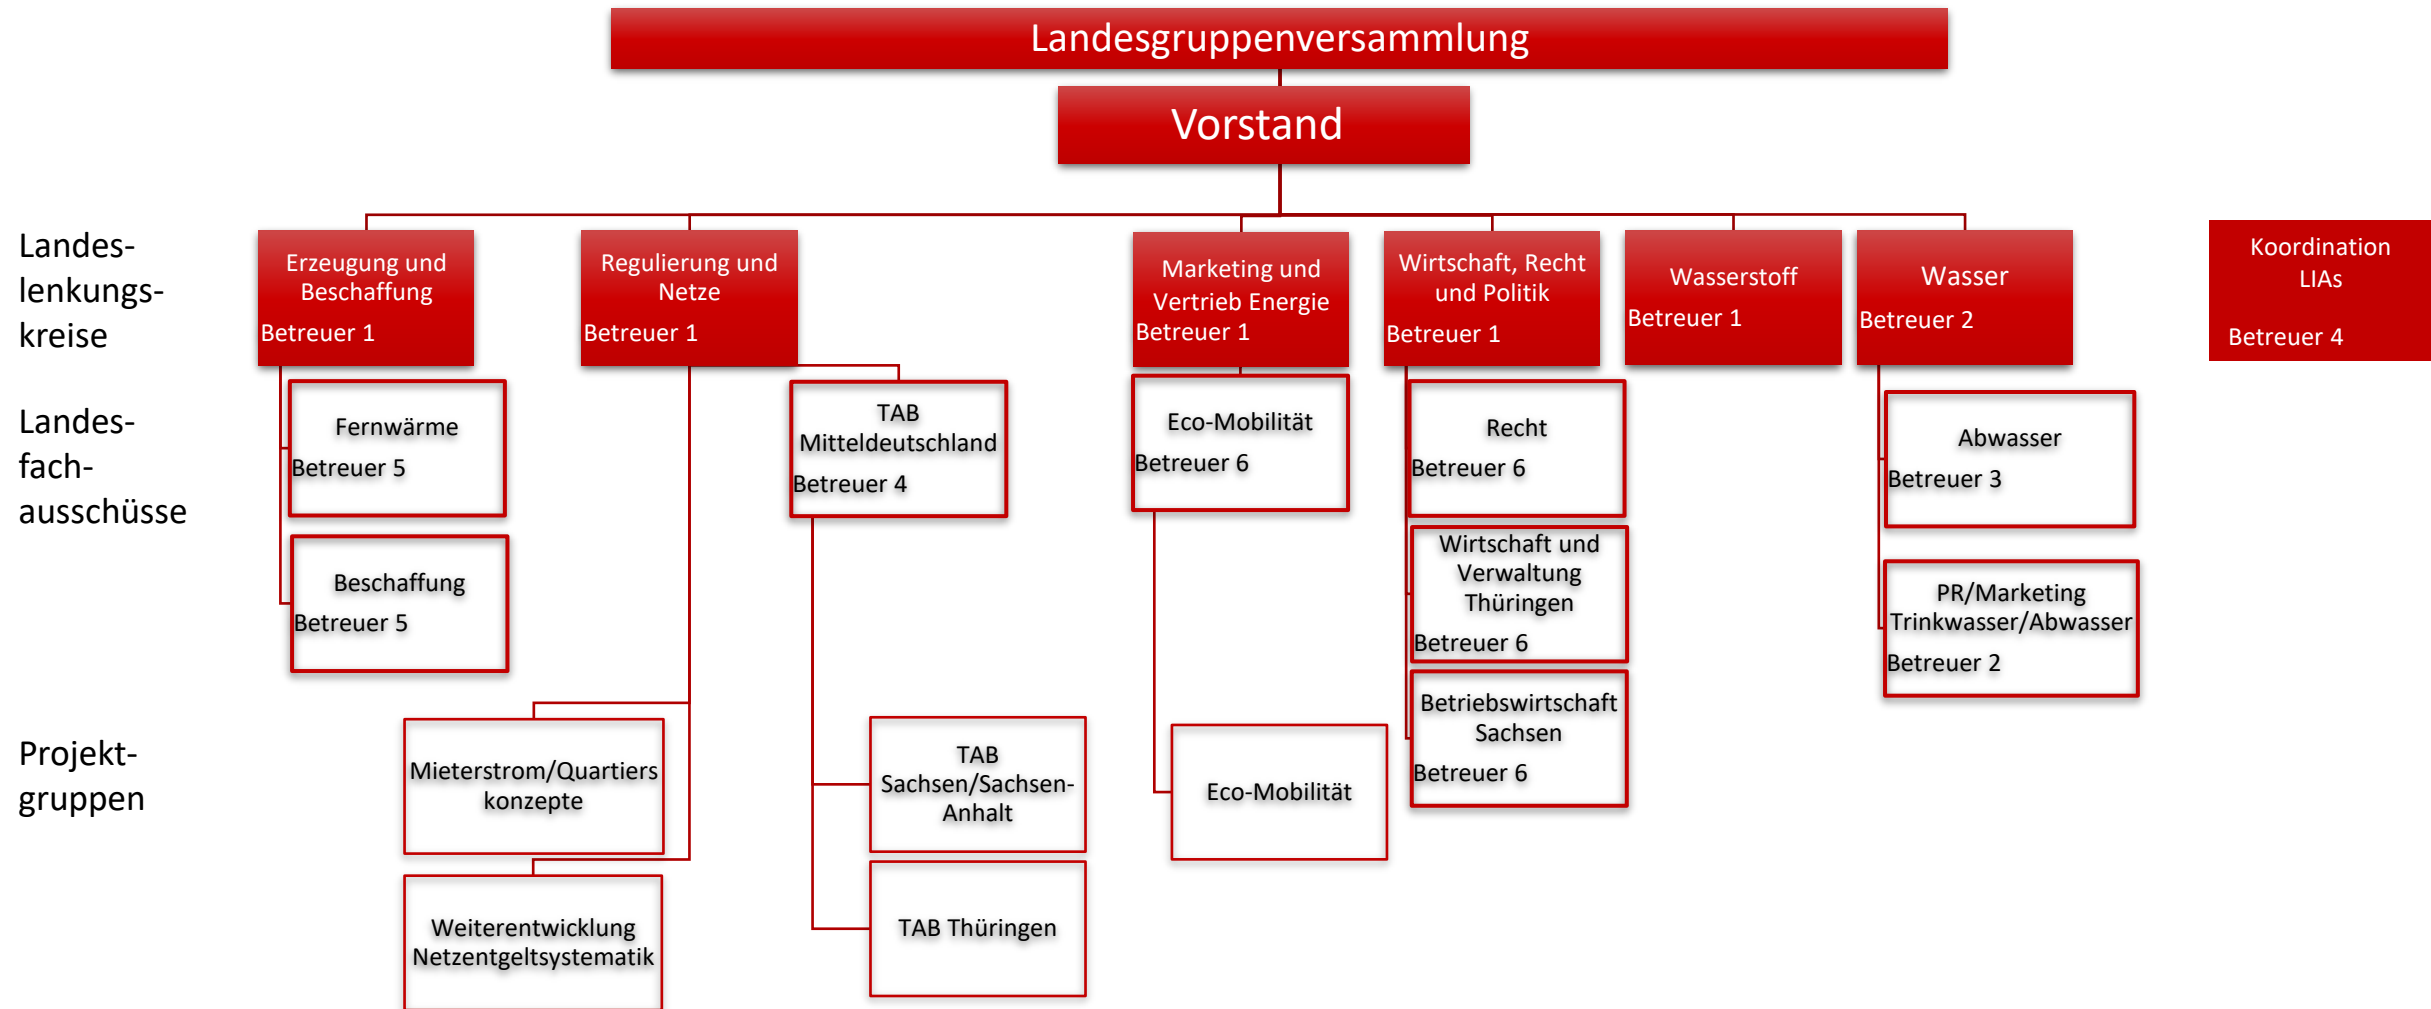 Landesgruppenversammlung
Vorstand
Landes-
lenkungs-
kreise
Erzeugung und
Beschaffung
Betreuer 1
Regulierung und
Netze
Betreuer 1
Marketing und
Vertrieb Energie
Betreuer 1
Wirtschaft, Recht
und Politik
Betreuer 1
Wasserstoff
Betreuer 1
Wasser
Betreuer 2
Koordination
LIAs
Betreuer 4
Landes-
fach-
ausschüsse
Fernwärme
Betreuer 5
Beschaffung
Betreuer 5
TAB
Mitteldeutschland
Betreuer 4
Eco-Mobilität
Betreuer 6
Recht
Betreuer 6
Wirtschaft und
Verwaltung
Thüringen
Betreuer 6
Betriebswirtschaft
Sachsen
Betreuer 6
Abwasser
Betreuer 3
PR/Marketing
Trinkwasser/Abwasser
Betreuer 2
Projekt-
gruppen
Mieterstrom/Quartiers
konzepte
Weiterentwicklung
Netzentgeltsystematik
TAB
Sachsen/Sachsen-
Anhalt
TAB Thüringen
Eco-Mobilität